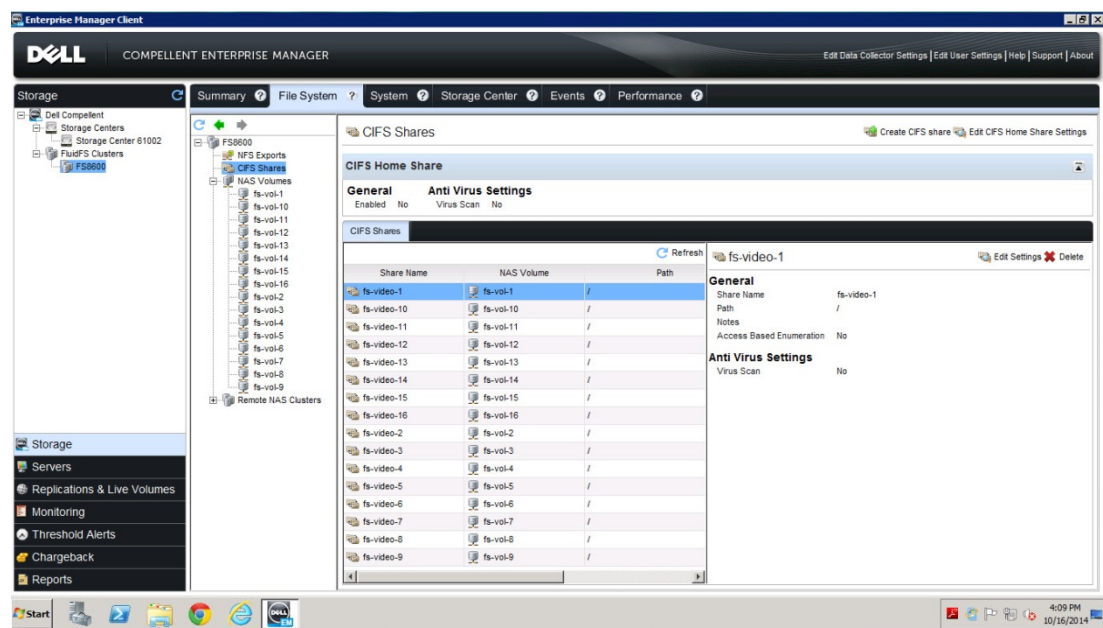 Enterprise Manager Client
DELL COMPELLENT ENTERPRISE MANAGER
Edit Data Collector Settings | Edit User Settings | Help | Support | About
Storage
Summary ? File System ? System ? Storage Center ? Events ? Performance ?
Dell Compellent
Storage Centers
Storage Center 61002
FluidFS Clusters
FS8600
FS8600
NFS Exports
CIFS Shares
NAS Volumes
fs-vol-1
fs-vol-10
fs-vol-11
fs-vol-12
fs-vol-13
fs-vol-14
fs-vol-15
fs-vol-16
fs-vol-2
fs-vol-3
fs-vol-4
fs-vol-5
fs-vol-6
fs-vol-7
fs-vol-8
fs-vol-9
Remote NAS Clusters
CIFS Shares
Create CIFS share Edit CIFS Home Share Settings
CIFS Home Share
General Anti Virus Settings
Enabled No Virus Scan No
CIFS Shares
Refresh
Share Name NAS Volume Path
fs-video-1 fs-vol-1 /
fs-video-10 fs-vol-10 /
fs-video-11 fs-vol-11 /
fs-video-12 fs-vol-12 /
fs-video-13 fs-vol-13 /
fs-video-14 fs-vol-14 /
fs-video-15 fs-vol-15 /
fs-video-16 fs-vol-16 /
fs-video-2 fs-vol-2 /
fs-video-3 fs-vol-3 /
fs-video-4 fs-vol-4 /
fs-video-5 fs-vol-5 /
fs-video-6 fs-vol-6 /
fs-video-7 fs-vol-7 /
fs-video-8 fs-vol-8 /
fs-video-9 fs-vol-9 /
fs-video-1
Edit Settings Delete
General
Share Name fs-video-1
Path /
Notes
Access Based Enumeration No
Anti Virus Settings
Virus Scan No
Storage
Servers
Replications & Live Volumes
Monitoring
Threshold Alerts
Chargeback
Reports
Start
DELL
EM
4:09 PM
10/16/2014